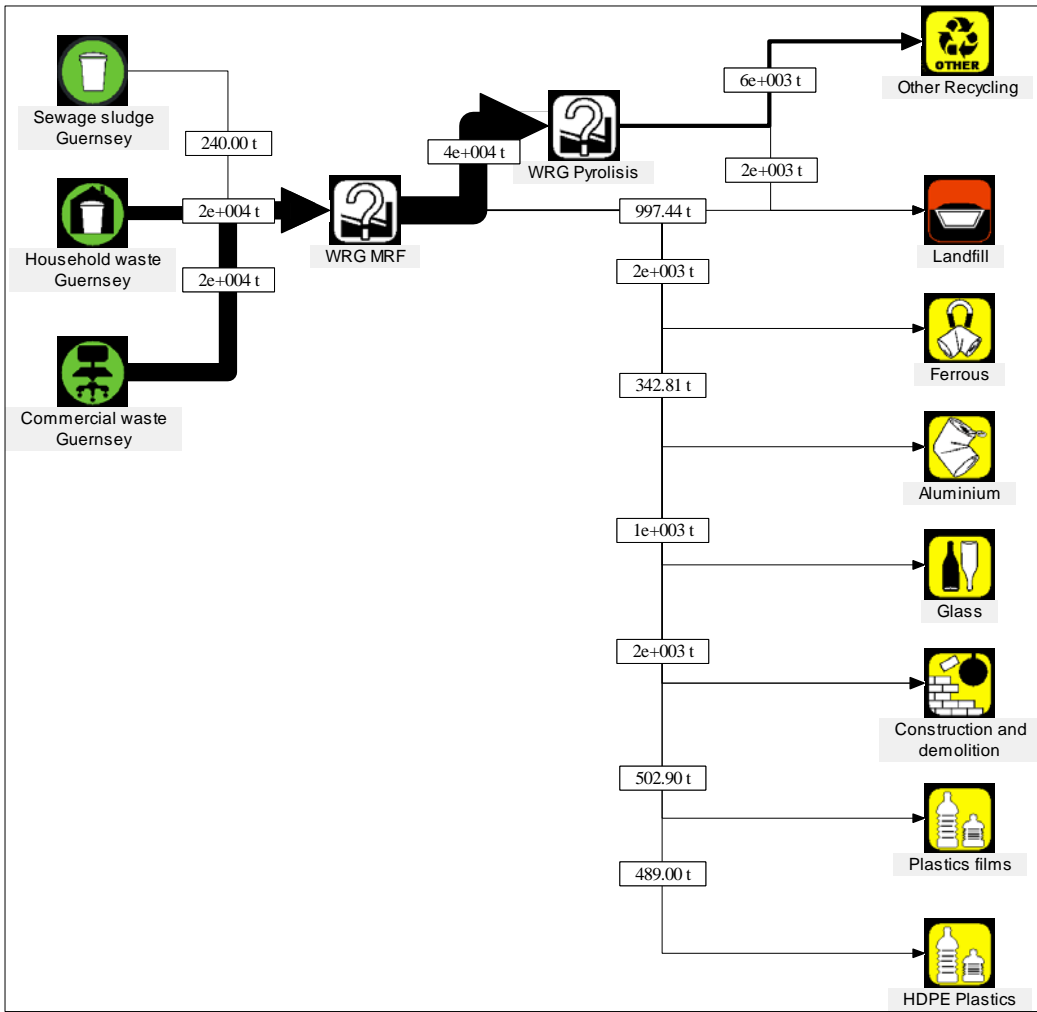 OTHER
Other Recycling
6e+003 t
Sewage sludge
Guernsey
240.00 t
4e+004 t
WRG Pyrolisis
2e+003 t
2e+004 t
997.44 t
Household waste
Guernsey
WRG MRF
Landfill
2e+004 t
2e+003 t
Ferrous
342.81 t
Commercial waste
Guernsey
Aluminium
1e+003 t
Glass
2e+003 t
Construction and
demolition
502.90 t
Plastics films
489.00 t
HDPE Plastics